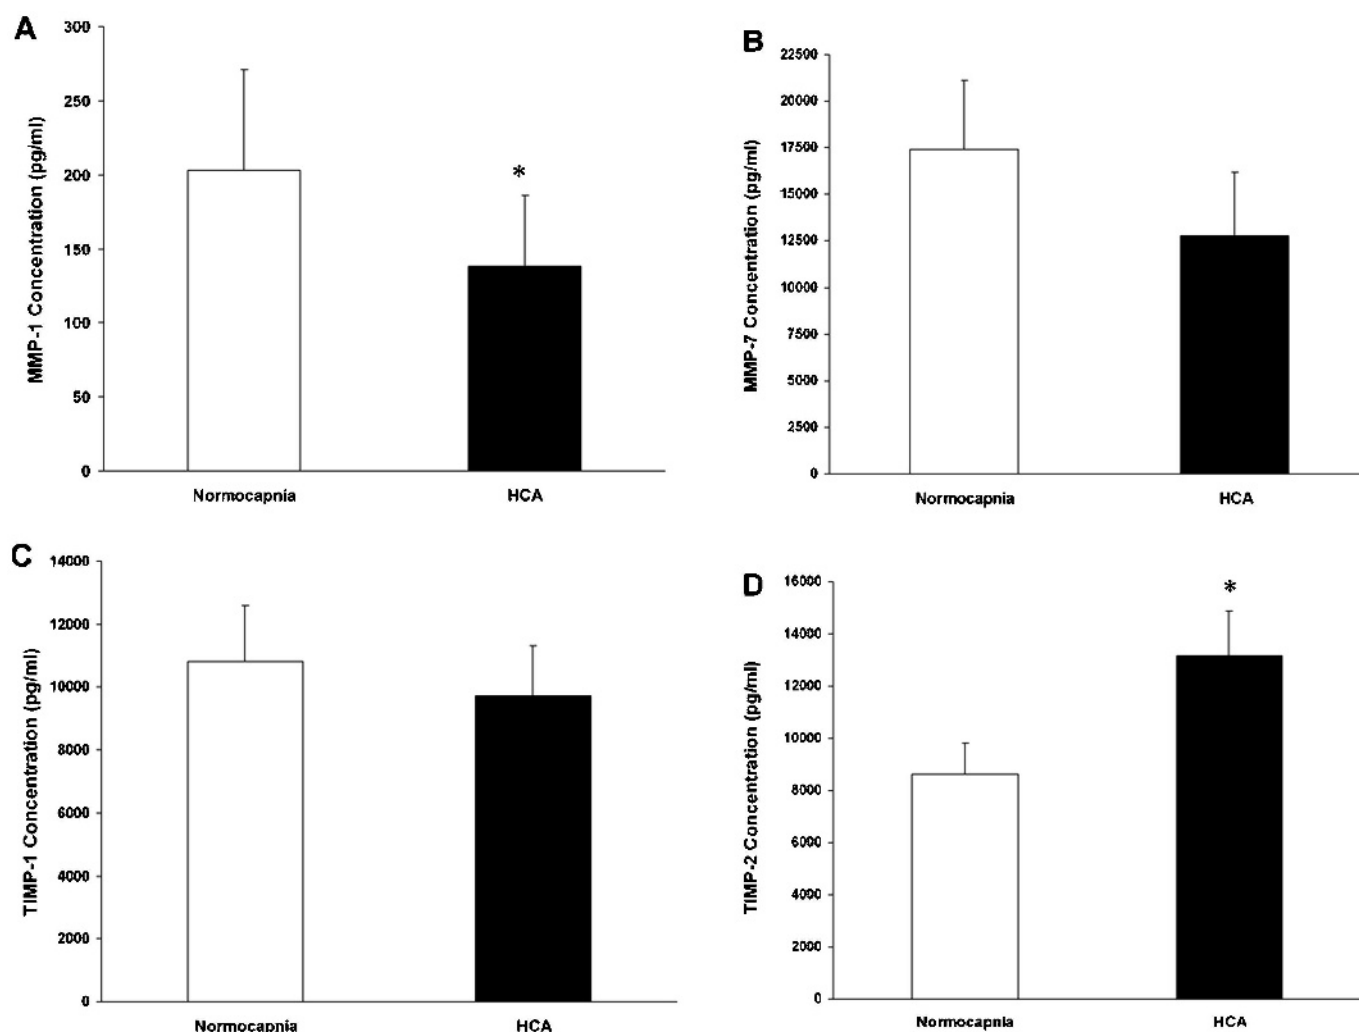 A
MMP-1 Concentration (pg/ml)
300
250
200
150
100
50
0
*
Normocapnia
HCA
B
MMP-7 Concentration (pg/ml)
22500
20000
17500
15000
12500
10000
7500
5000
2500
0
Normocapnia
HCA
C
TIMP-1 Concentration (pg/ml)
14000
12000
10000
8000
6000
4000
2000
0
Normocapnia
HCA
D
TIMP-2 Concentration (pg/ml)
16000
14000
12000
10000
8000
6000
4000
2000
0
*
Normocapnia
HCA